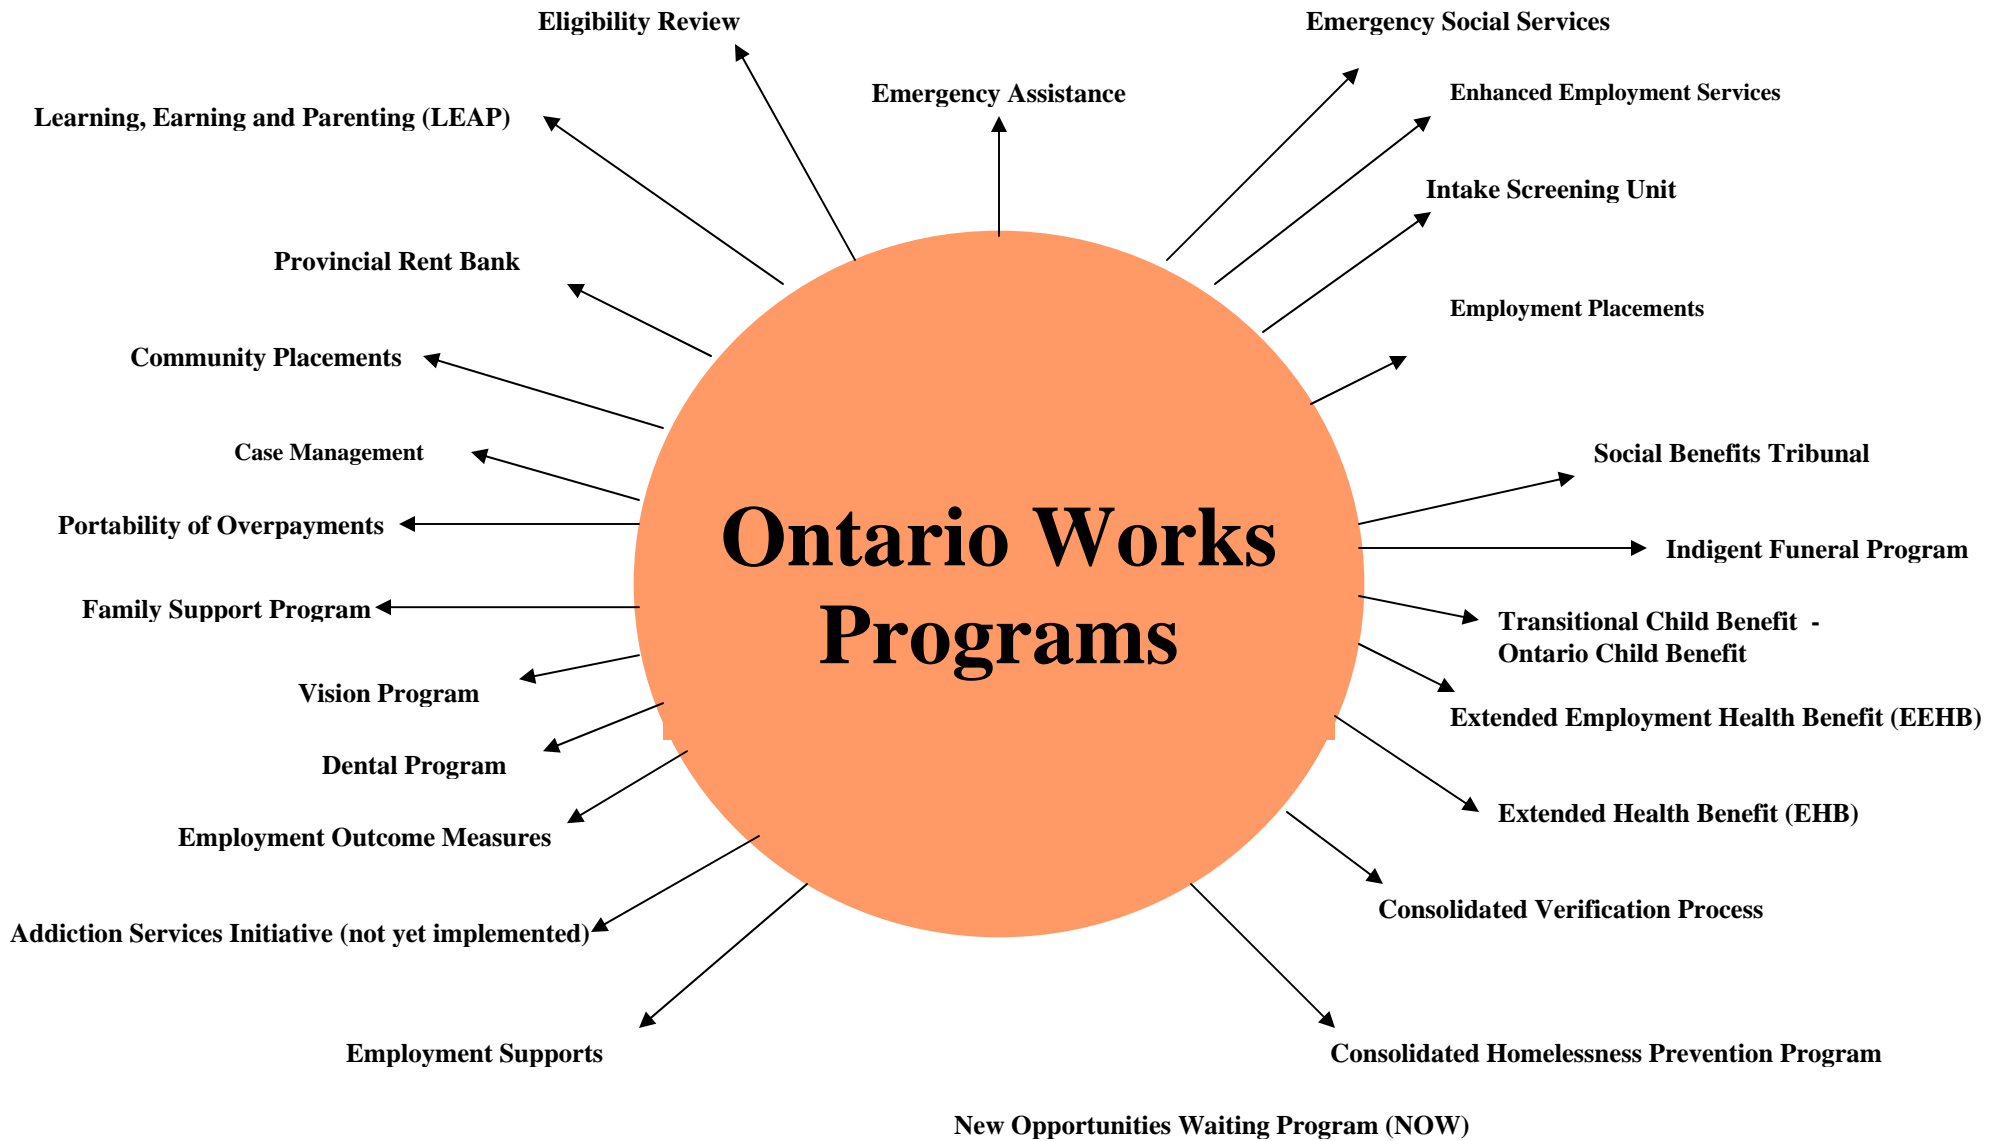 Eligibility Review
Emergency Social Services
Emergency Assistance
Enhanced Employment Services
Learning, Earning and Parenting (LEAP)
Intake Screening Unit
Provincial Rent Bank
Employment Placements
Community Placements
Case Management
Social Benefits Tribunal
Portability of Overpayments
Ontario Works
Programs
Indigent Funeral Program
Family Support Program
Transitional Child Benefit -
Ontario Child Benefit
Vision Program
Extended Employment Health Benefit (EEHB)
Dental Program
Extended Health Benefit (EHB)
Employment Outcome Measures
Consolidated Verification Process
Addiction Services Initiative (not yet implemented)
Employment Supports
Consolidated Homelessness Prevention Program
New Opportunities Waiting Program (NOW)